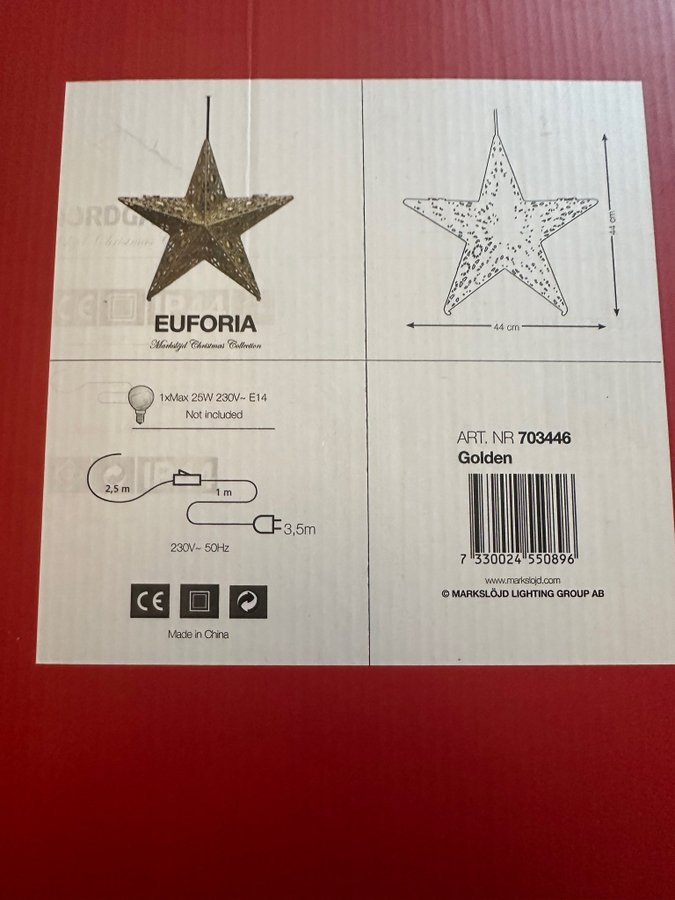 EUFORIA
Markslöjd Christmas Collection
44 cm
44 cm
1xMax 25W 230V~ E14
Not included
2,5 m
1 m
3,5m
230V~ 50Hz
CE
Made in China
ART. NR 703446
Golden
7 330024 550896
www.markslojd.com
© MARKSLÖJD LIGHTING GROUP AB